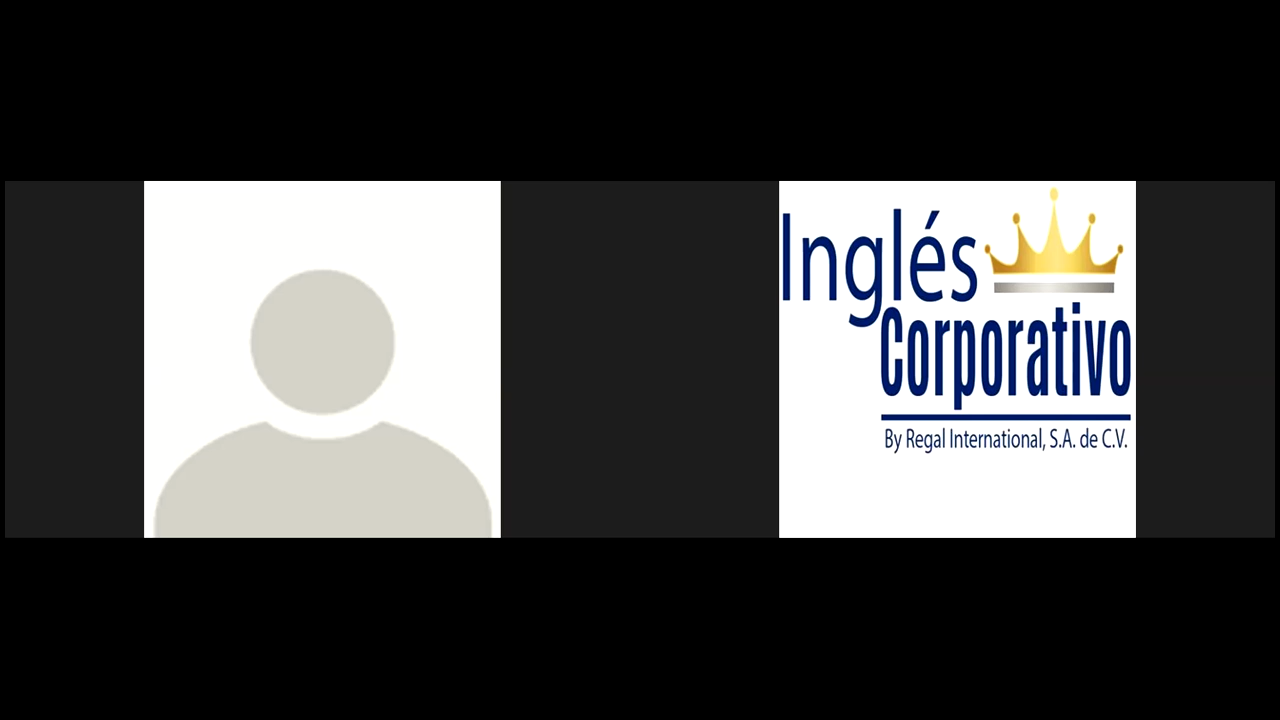 Inglés
Corporativo
By Regal International, S.A. de C.V.